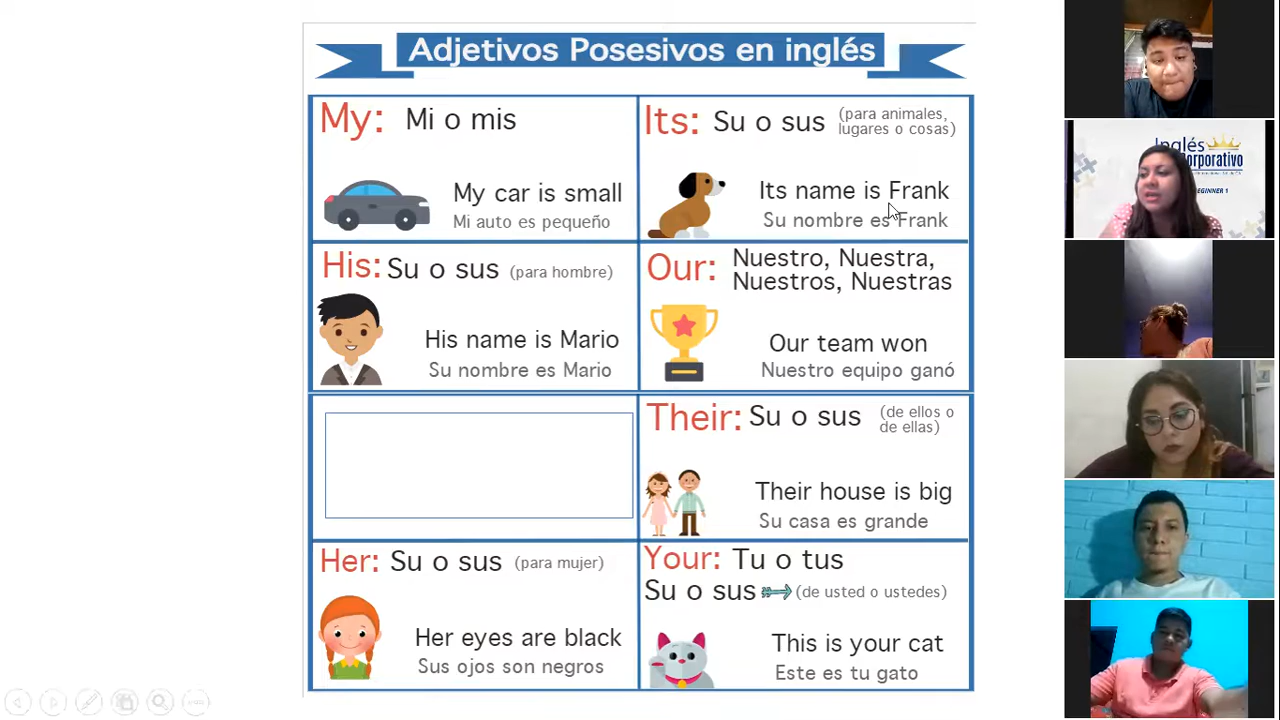 Adjetivos Posesivos en inglés
My: Mi o mis
My car is small
Mi auto es pequeño
Its: Su o sus (para animales,
lugares o cosas)
Its name is Frank
Su nombre es Frank
His: Su o sus (para hombre)
His name is Mario
Su nombre es Mario
Our: Nuestro, Nuestra,
Nuestros, Nuestras
Our team won
Nuestro equipo ganó
Their: Su o sus (de ellos o
de ellas)
Their house is big
Su casa es grande
Her: Su o sus (para mujer)
Her eyes are black
Sus ojos son negros
Your: Tu o tus
Su o sus (de usted o ustedes)
This is your cat
Este es tu gato
Inglés
orporativo
EGINNER 1